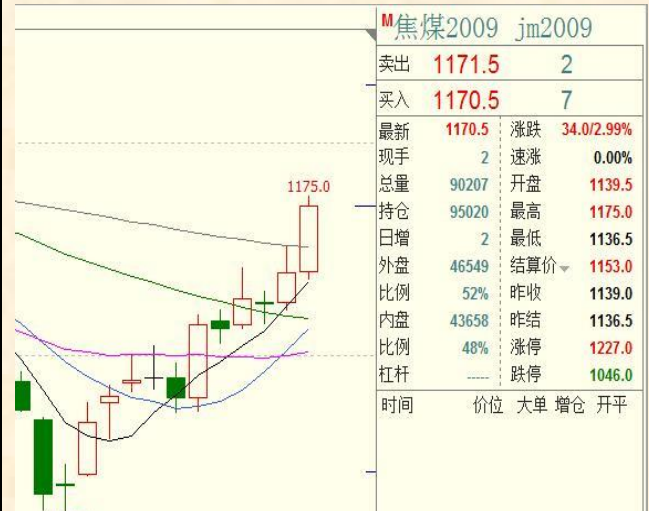 M焦煤2009 jm2009
卖出 1171.5 2
买入 1170.5 7
最新 1170.5 涨跌 34.0/2.99%
现手 2 速涨 0.00%
总量 90207 开盘 1139.5
持仓 95020 最高 1175.0
日增 2 最低 1136.5
外盘 46549 结算价 1153.0
比例 52% 昨收 1139.0
内盘 43658 昨结 1136.5
比例 48% 涨停 1227.0
杠杆 ----- 跌停 1046.0
时间 价位 大单 增仓 开平
1175.0